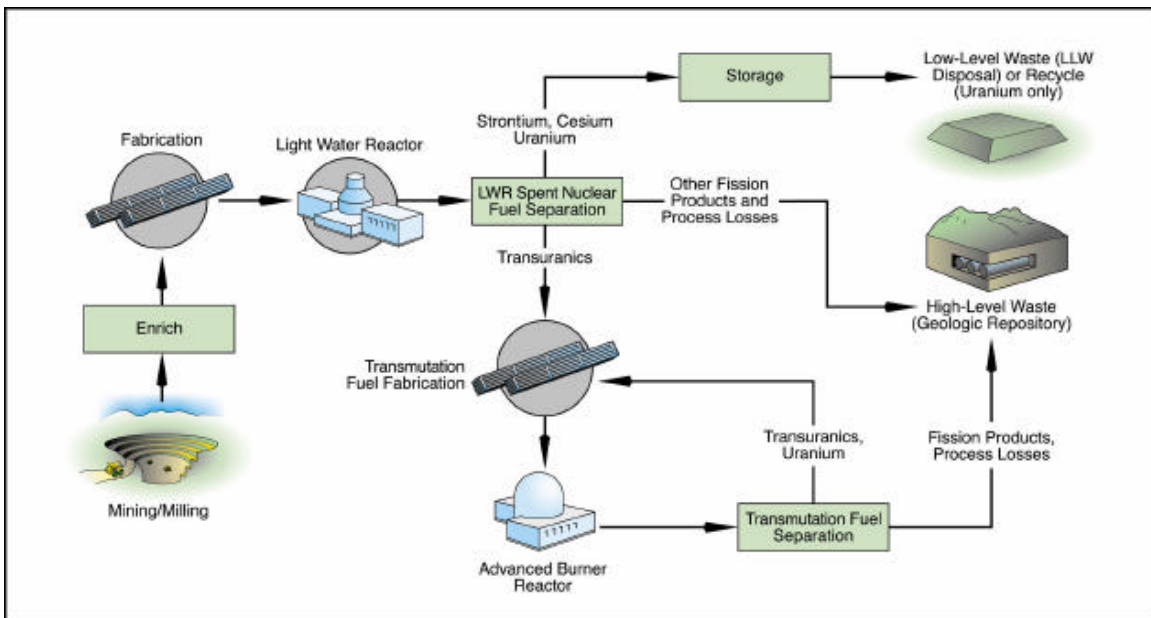 Storage
Low-Level Waste (LLW
Disposal) or Recycle
(Uranium only)
Strontium, Cesium
Uranium
Fabrication
Light Water Reactor
LWR Spent Nuclear
Fuel Separation
Other Fission
Products and
Process Losses
Transuranics
High-Level Waste
(Geologic Repository)
Enrich
Transmutation
Fuel Fabrication
Transuranics,
Uranium
Fission Products,
Process Losses
Mining/Milling
Transmutation Fuel
Separation
Advanced Burner
Reactor